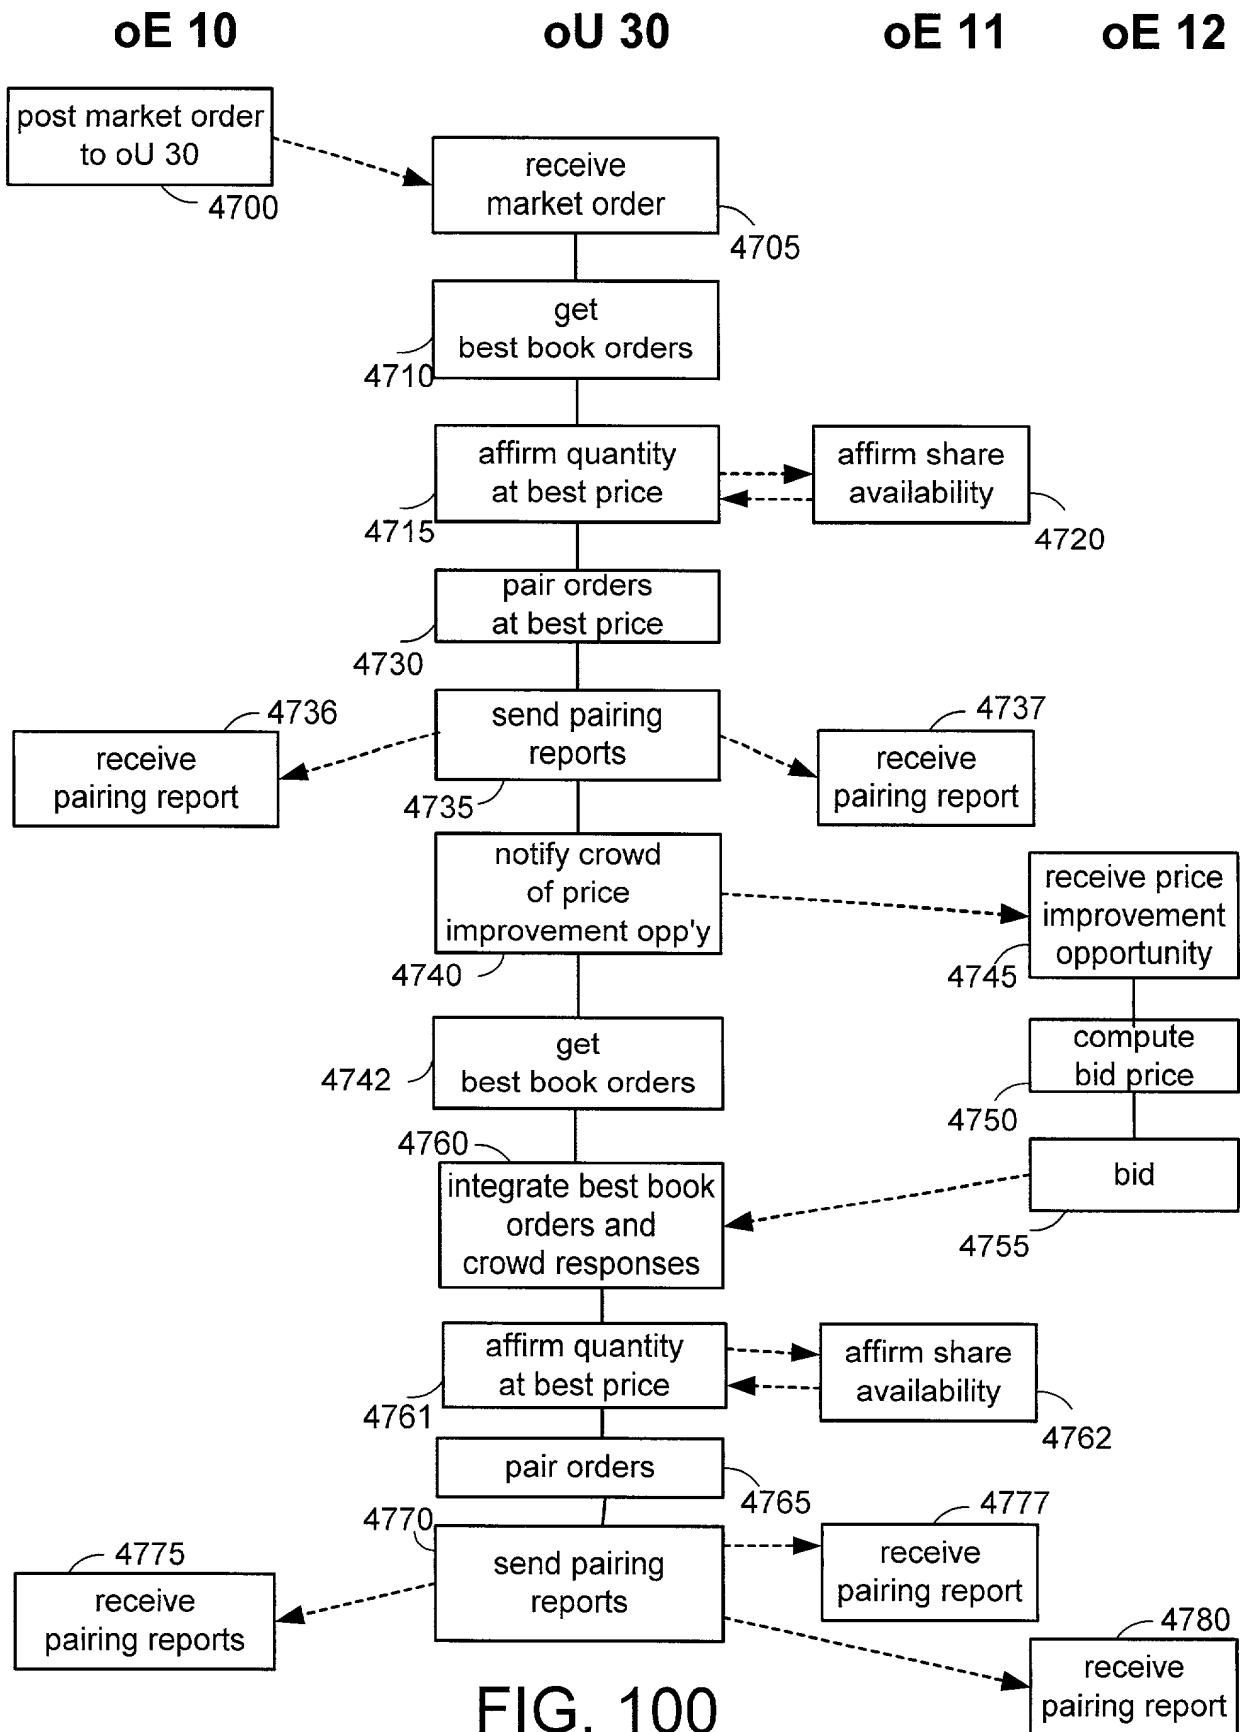 oE 10 oU 30 oE 11 oE 12
post market order
to oU 30
4700
receive
market order
4705
get
best book orders
4710
affirm quantity
at best price
4715
affirm share
availability
4720
pair orders
at best price
4730
send pairing
reports
4735
4736
receive
pairing report
4737
receive
pairing report
notify crowd
of price
improvement opp'y
4740
receive price
improvement
opportunity
4745
get
best book orders
4742
compute
bid price
4750
bid
4755
4760
integrate best book
orders and
crowd responses
affirm quantity
at best price
4761
affirm share
availability
4762
pair orders
4765
4770
send pairing
reports
4777
receive
pairing report
4775
receive
pairing reports
4780
receive
pairing report
FIG. 100